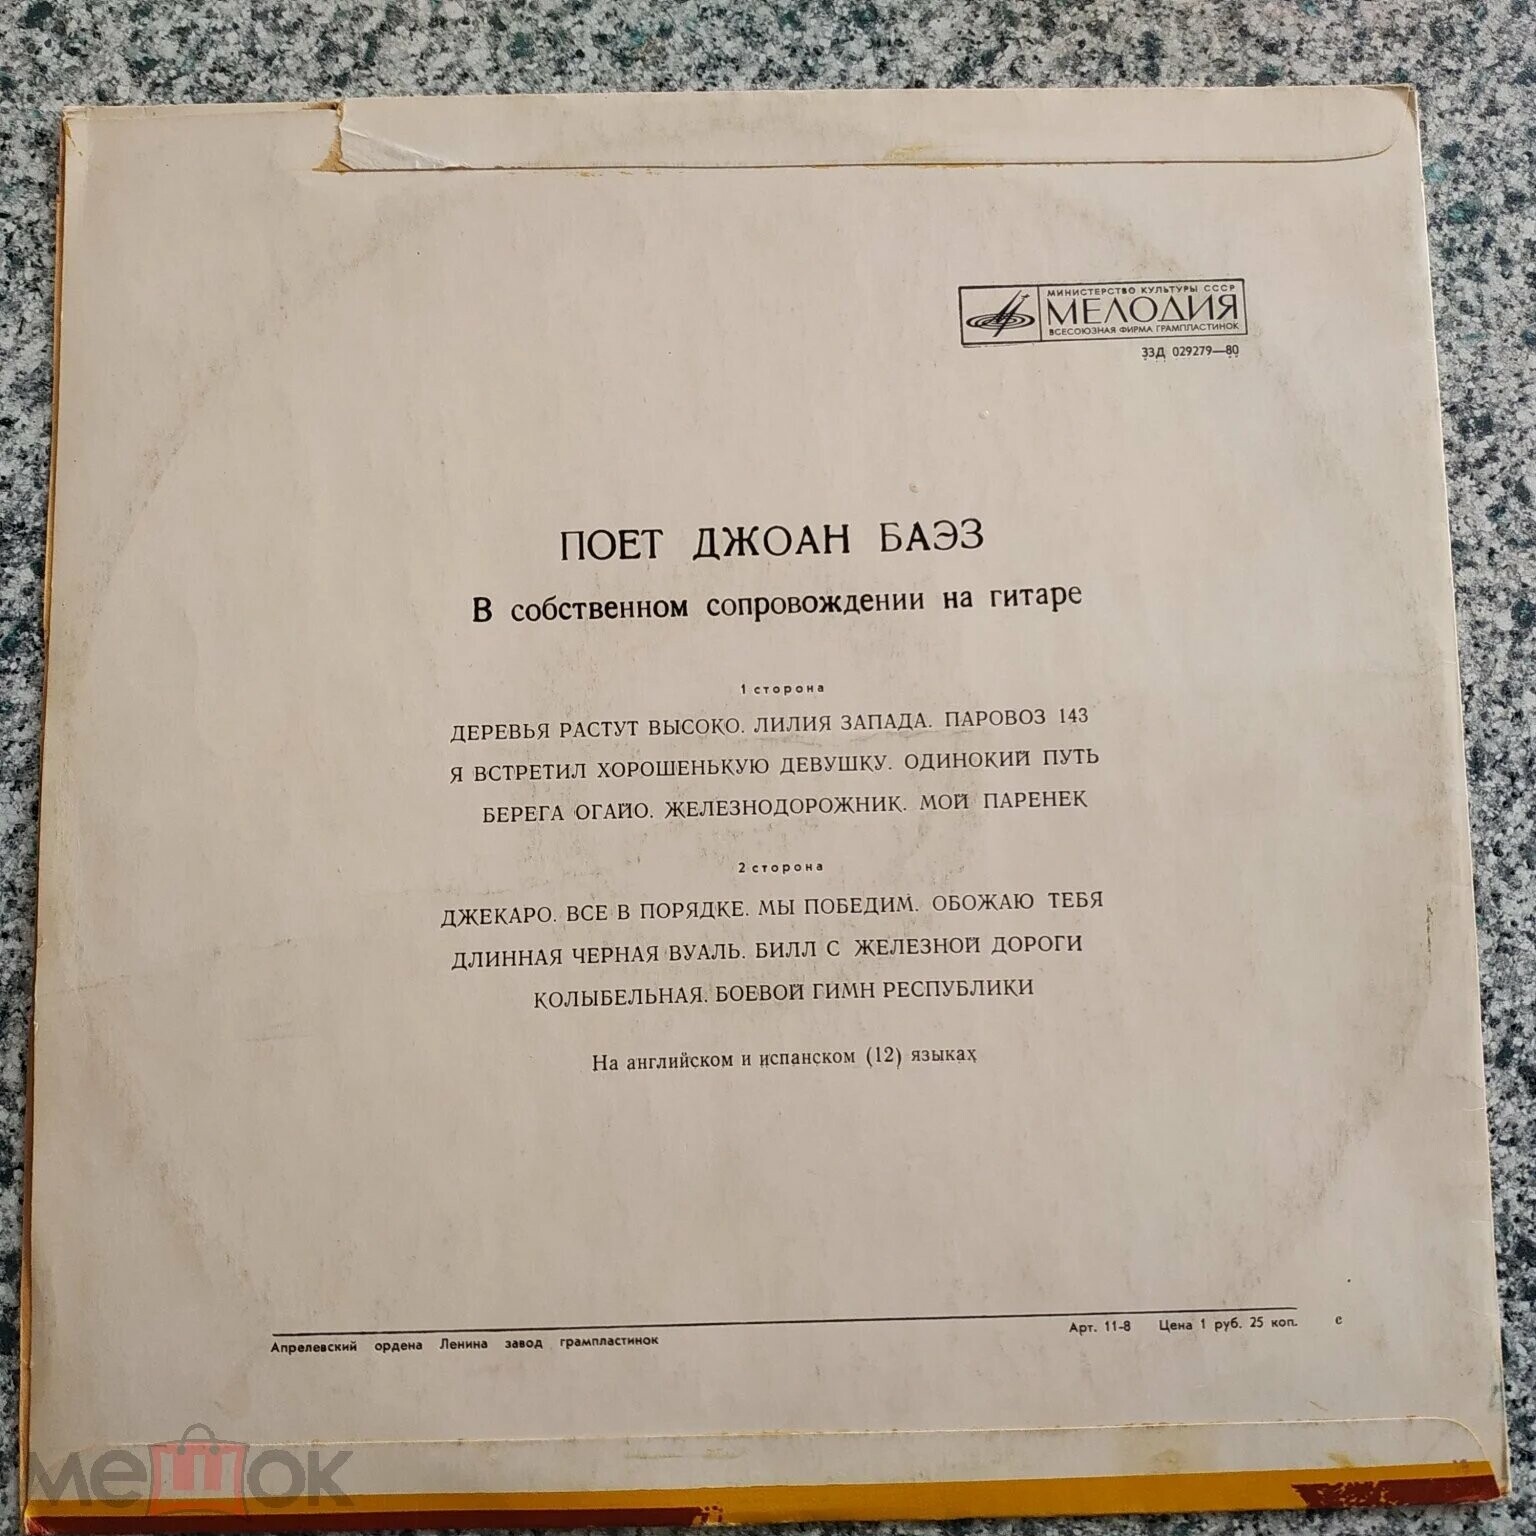 МИНИСТЕРСТВО КУЛЬТУРЫ СССР
МЕЛОДИЯ
ВСЕСОЮЗНАЯ ФИРМА ГРАМПЛАСТИНОК
33Д 029279—80
ПОЕТ ДЖОАН БАЭЗ
В собственном сопровождении на гитаре
1 сторона
ДЕРЕВЬЯ РАСТУТ ВЫСОКО. ЛИЛИЯ ЗАПАДА. ПАРОВОЗ 143
Я ВСТРЕТИЛ ХОРОШЕНЬКУЮ ДЕВУШКУ. ОДИНОКИЙ ПУТЬ
БЕРЕГА ОГАЙО. ЖЕЛЕЗНОДОРОЖНИК. МОЙ ПАРЕНЕК
2 сторона
ДЖЕКАРО. ВСЕ В ПОРЯДКЕ. МЫ ПОБЕДИМ. ОБОЖАЮ ТЕБЯ
ДЛИННАЯ ЧЕРНАЯ ВУАЛЬ. БИЛЛ С ЖЕЛЕЗНОЙ ДОРОГИ
КОЛЫБЕЛЬНАЯ. БОЕВОЙ ГИМН РЕСПУБЛИКИ
На английском и испанском (12) языках
Апрелевский ордена Ленина завод грампластинок
Арт. 11-8 Цена 1 руб. 25 коп. с
мешок